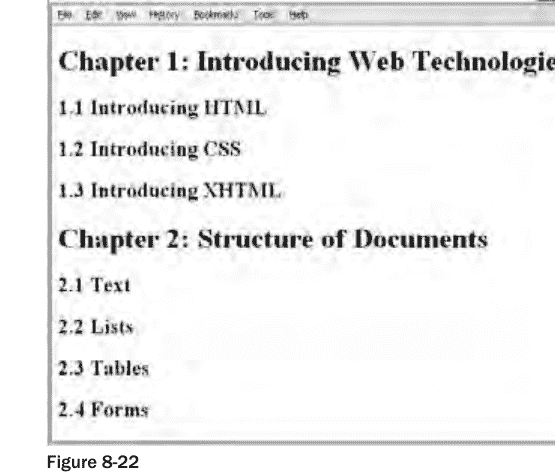 File Edit View History Bookmarks Tools Help
Chapter 1: Introducing Web Technologie
1.1 Introducing HTML
1.2 Introducing CSS
1.3 Introducing XHTML
Chapter 2: Structure of Documents
2.1 Text
2.2 Lists
2.3 Tables
2.4 Forms
Figure 8-22